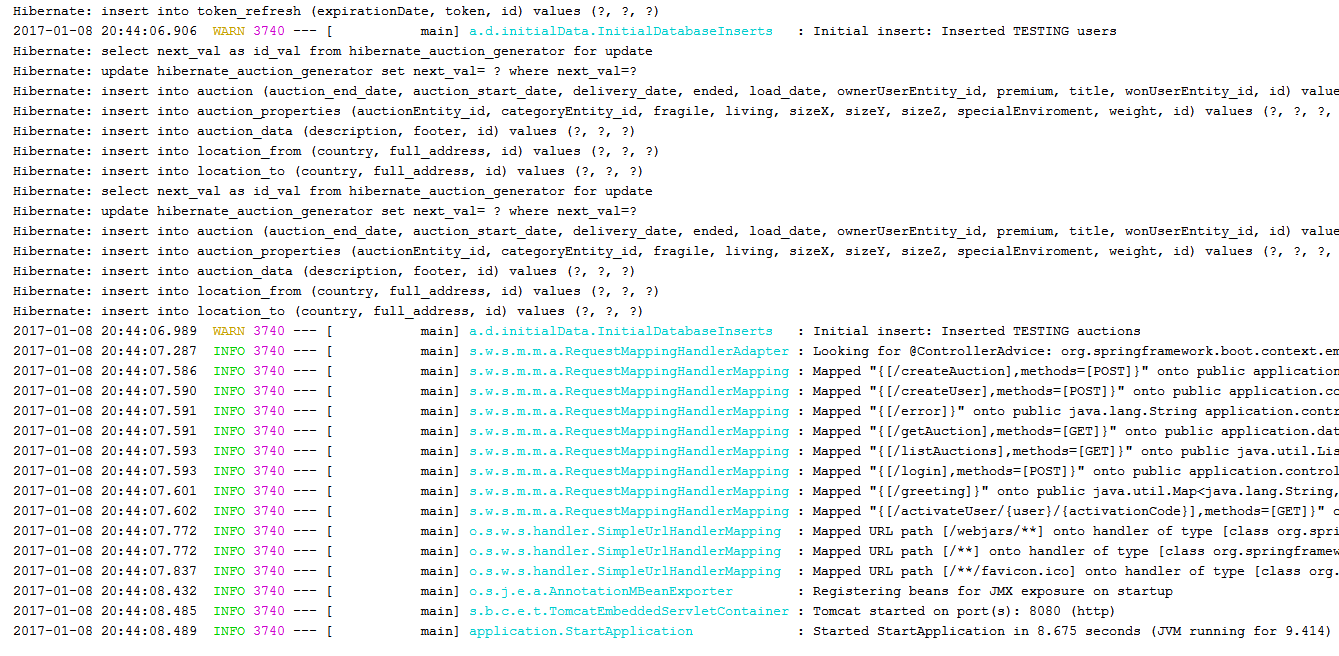 Hibernate: insert into token_refresh (expirationDate, token, id) values (?, ?, ?)
2017-01-08 20:44:06.906  WARN 3740 --- [           main] a.d.initialData.InitialDatabaseInserts   : Initial insert: Inserted TESTING users
Hibernate: select next_val as id_val from hibernate_auction_generator for update
Hibernate: update hibernate_auction_generator set next_val= ? where next_val=?
Hibernate: insert into auction (auction_end_date, auction_start_date, delivery_date, ended, load_date, ownerUserEntity_id, premium, title, wonUserEntity_id, id) value
Hibernate: insert into auction_properties (auctionEntity_id, categoryEntity_id, fragile, living, sizeX, sizeY, sizeZ, specialEnviroment, weight, id) values (?, ?, ?,
Hibernate: insert into auction_data (description, footer, id) values (?, ?, ?)
Hibernate: insert into location_from (country, full_address, id) values (?, ?, ?)
Hibernate: insert into location_to (country, full_address, id) values (?, ?, ?)
Hibernate: select next_val as id_val from hibernate_auction_generator for update
Hibernate: update hibernate_auction_generator set next_val= ? where next_val=?
Hibernate: insert into auction (auction_end_date, auction_start_date, delivery_date, ended, load_date, ownerUserEntity_id, premium, title, wonUserEntity_id, id) value
Hibernate: insert into auction_properties (auctionEntity_id, categoryEntity_id, fragile, living, sizeX, sizeY, sizeZ, specialEnviroment, weight, id) values (?, ?, ?,
Hibernate: insert into auction_data (description, footer, id) values (?, ?, ?)
Hibernate: insert into location_from (country, full_address, id) values (?, ?, ?)
Hibernate: insert into location_to (country, full_address, id) values (?, ?, ?)
2017-01-08 20:44:06.989  WARN 3740 --- [           main] a.d.initialData.InitialDatabaseInserts   : Initial insert: Inserted TESTING auctions
2017-01-08 20:44:07.287  INFO 3740 --- [           main] s.w.s.m.m.a.RequestMappingHandlerAdapter : Looking for @ControllerAdvice: org.springframework.boot.context.em
2017-01-08 20:44:07.586  INFO 3740 --- [           main] s.w.s.m.m.a.RequestMappingHandlerMapping : Mapped "{[/createAuction],methods=[POST]}" onto public application
2017-01-08 20:44:07.590  INFO 3740 --- [           main] s.w.s.m.m.a.RequestMappingHandlerMapping : Mapped "{[/createUser],methods=[POST]}" onto public application.co
2017-01-08 20:44:07.591  INFO 3740 --- [           main] s.w.s.m.m.a.RequestMappingHandlerMapping : Mapped "{[/error]}" onto public java.lang.String application.contr
2017-01-08 20:44:07.591  INFO 3740 --- [           main] s.w.s.m.m.a.RequestMappingHandlerMapping : Mapped "{[/getAuction],methods=[GET]}" onto public application.dat
2017-01-08 20:44:07.593  INFO 3740 --- [           main] s.w.s.m.m.a.RequestMappingHandlerMapping : Mapped "{[/listAuctions],methods=[GET]}" onto public java.util.Lis
2017-01-08 20:44:07.593  INFO 3740 --- [           main] s.w.s.m.m.a.RequestMappingHandlerMapping : Mapped "{[/login],methods=[POST]}" onto public application.control
2017-01-08 20:44:07.601  INFO 3740 --- [           main] s.w.s.m.m.a.RequestMappingHandlerMapping : Mapped "{[/greeting]}" onto public java.util.Map<java.lang.String,
2017-01-08 20:44:07.602  INFO 3740 --- [           main] s.w.s.m.m.a.RequestMappingHandlerMapping : Mapped "{[/activateUser/{user}/{activationCode}],methods=[GET]}" c
2017-01-08 20:44:07.772  INFO 3740 --- [           main] o.s.w.s.handler.SimpleUrlHandlerMapping  : Mapped URL path [/webjars/**] onto handler of type [class org.spri
2017-01-08 20:44:07.772  INFO 3740 --- [           main] o.s.w.s.handler.SimpleUrlHandlerMapping  : Mapped URL path [/**] onto handler of type [class org.springframew
2017-01-08 20:44:07.837  INFO 3740 --- [           main] o.s.w.s.handler.SimpleUrlHandlerMapping  : Mapped URL path [/**/favicon.ico] onto handler of type [class org.
2017-01-08 20:44:08.432  INFO 3740 --- [           main] o.s.j.e.a.AnnotationMBeanExporter        : Registering beans for JMX exposure on startup
2017-01-08 20:44:08.485  INFO 3740 --- [           main] s.b.c.e.t.TomcatEmbeddedServletContainer : Tomcat started on port(s): 8080 (http)
2017-01-08 20:44:08.489  INFO 3740 --- [           main] application.StartApplication             : Started StartApplication in 8.675 seconds (JVM running for 9.414)